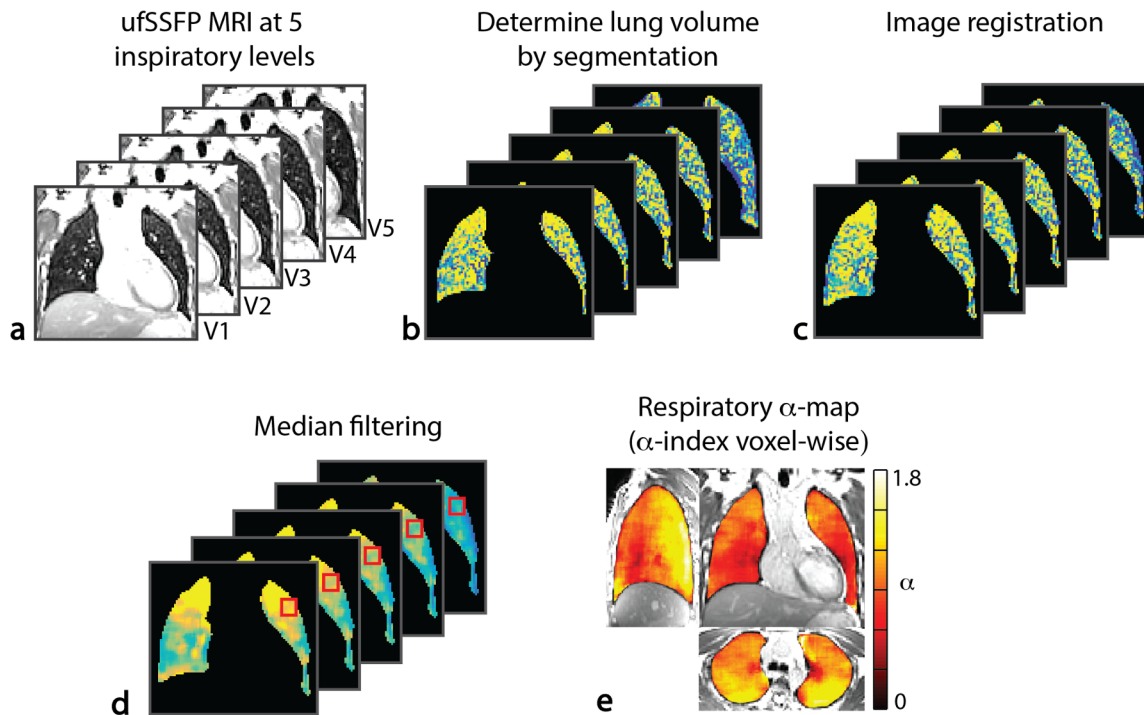 ufSSFP MRI at 5
inspiratory levels
V1
V2
V3
V4
V5
a
Determine lung volume
by segmentation
b
Image registration
c
Median filtering
d
Respiratory α-map
(α-index voxel-wise)
1.8
α
0
e